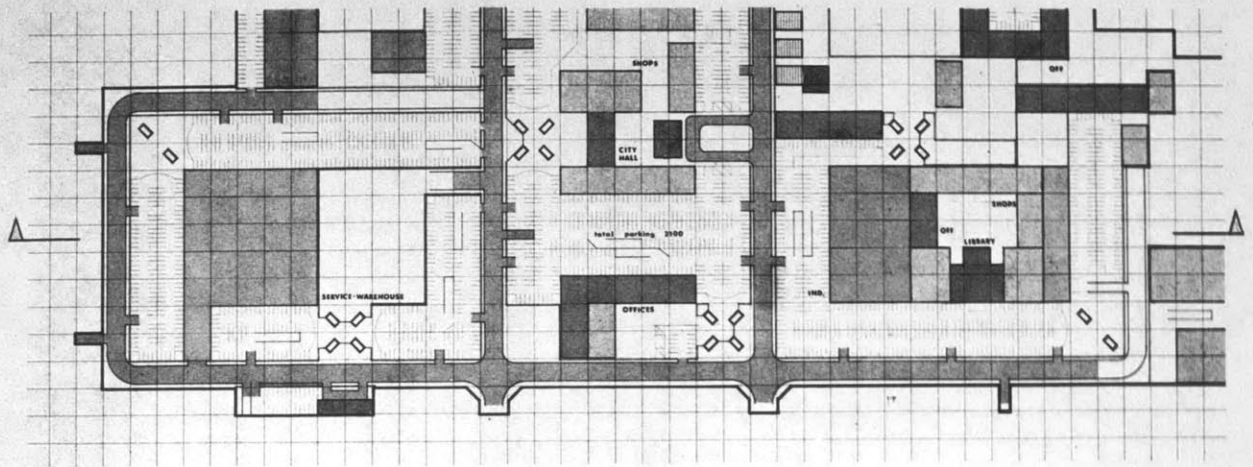 SHOPS
OFF
CITY
HALL
SHOPS
total parking 2100
OFF
LIBRARY
SERVICE-WAREHOUSE
IND.
OFFICES